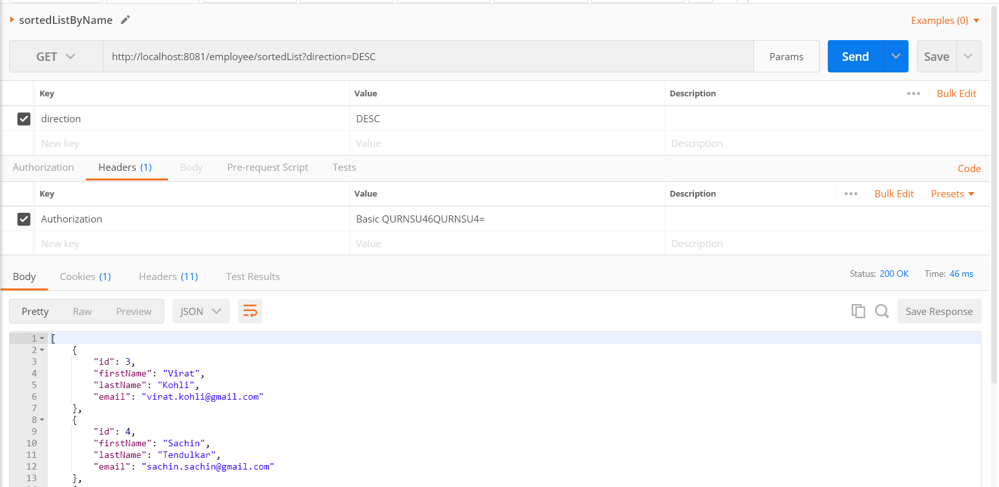 sortedListByName Examples (0)
GET http://localhost:8081/employee/sortedList?direction=DESC Params Send Save
Key Value Description ••• Bulk Edit
direction DESC
New key Value Description
Authorization Headers (1) Body Pre-request Script Tests Code
Key Value Description ••• Bulk Edit Presets
Authorization Basic QURNSU46QURNSU4=
New key Value Description
Body Cookies (1) Headers (11) Test Results Status: 200 OK Time: 46 ms
Pretty Raw Preview JSON Save Response
1 [
2 {
3 "id": 3,
4 "firstName": "Virat",
5 "lastName": "Kohli",
6 "email": "virat.kohli@gmail.com"
7 },
8 {
9 "id": 4,
10 "firstName": "Sachin",
11 "lastName": "Tendulkar",
12 "email": "sachin.sachin@gmail.com"
13 },